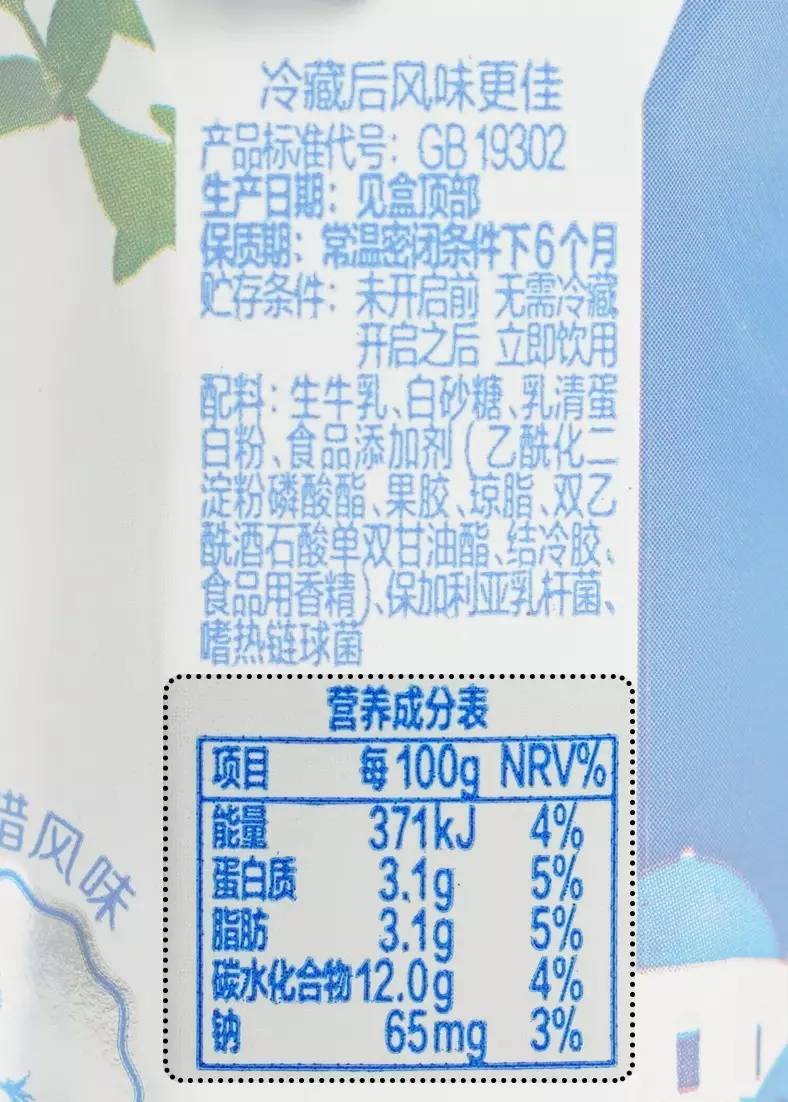 冷藏后风味更佳
产品标准代号：GB 19302
生产日期：见盒顶部
保质期：常温密闭条件下6个月
贮存条件：未开启前 无需冷藏
开启之后 立即饮用
配料：生牛乳、白砂糖、乳清蛋
白粉、食品添加剂（乙酰化二
淀粉磷酸酯、果胶、琼脂、双乙
酰酒石酸单双甘油酯、结冷胶、
食品用香精）、保加利亚乳杆菌、
嗜热链球菌
营养成分表
项目 每100g NRV%
能量 371kJ 4%
蛋白质 3.1g 5%
脂肪 3.1g 5%
碳水化合物 12.0g 4%
钠 65mg 3%
腊风味